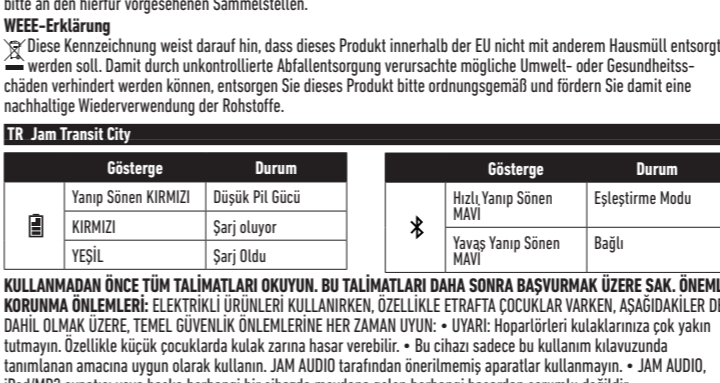 bitte an den hierfür vorgesehenen Sammelstellen.
WEEE-Erklärung
Diese Kennzeichnung weist darauf hin, dass dieses Produkt innerhalb der EU nicht mit anderem Hausmüll entsorgt
werden soll. Damit durch unkontrollierte Abfallentsorgung verursachte mögliche Umwelt- oder Gesundheitss-
chäden verhindert werden können, entsorgen Sie dieses Produkt bitte ordnungsgemäß und fördern Sie damit eine
nachhaltige Wiederverwendung der Rohstoffe.
TR Jam Transit City
Gösterge Durum
Yanıp Sönen KIRMIZI Düşük Pil Gücü
KIRMIZI Şarj oluyor
YEŞİL Şarj Oldu
Gösterge Durum
Hızlı Yanıp Sönen Eşleştirme Modu
MAVİ
Yavaş Yanıp Sönen Bağlı
MAVİ
KULLANMADAN ÖNCE TÜM TALİMATLARI OKUYUN. BU TALİMATLARI DAHA SONRA BAŞVURMAK ÜZERE SAK. ÖNEML
KORUNMA ÖNLEMLERİ: ELEKTRİKLİ ÜRÜNLERİ KULLANIRKEN, ÖZELLİKLE ETRAFTA ÇOCUKLAR VARKEN, AŞAĞIDAKİLER DE
DAHİL OLMAK ÜZERE, TEMEL GÜVENLİK ÖNLEMLERİNE HER ZAMAN UYUN: • UYARI: Hoparlörleri kulaklarınıza çok yakın
tutmayın. Özellikle küçük çocuklarda kulak zarına hasar verebilir. • Bu cihazı sadece bu kullanım kılavuzunda
tanımlanan amacına uygun olarak kullanın. JAM AUDIO tarafından önerilmemiş aparatlar kullanmayın. • JAM AUDIO,